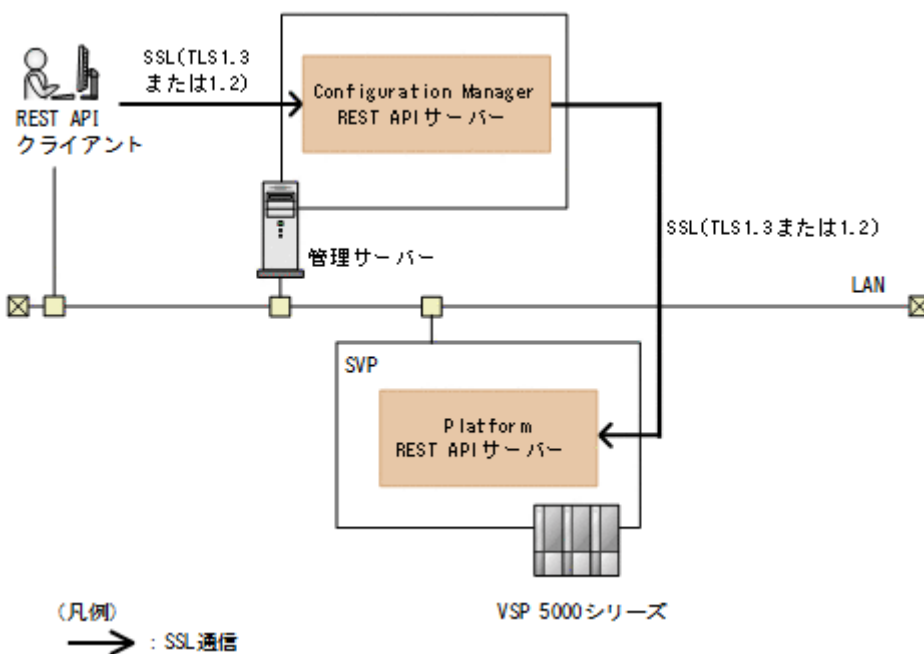 SSL(TLS1.3
または1.2)
REST API
クライアント
Configuration Manager
REST APIサーバー
管理サーバー
SSL(TLS1.3または1.2)
LAN
SVP
Platform
REST APIサーバー
VSP 5000シリーズ
(凡例)
：SSL通信